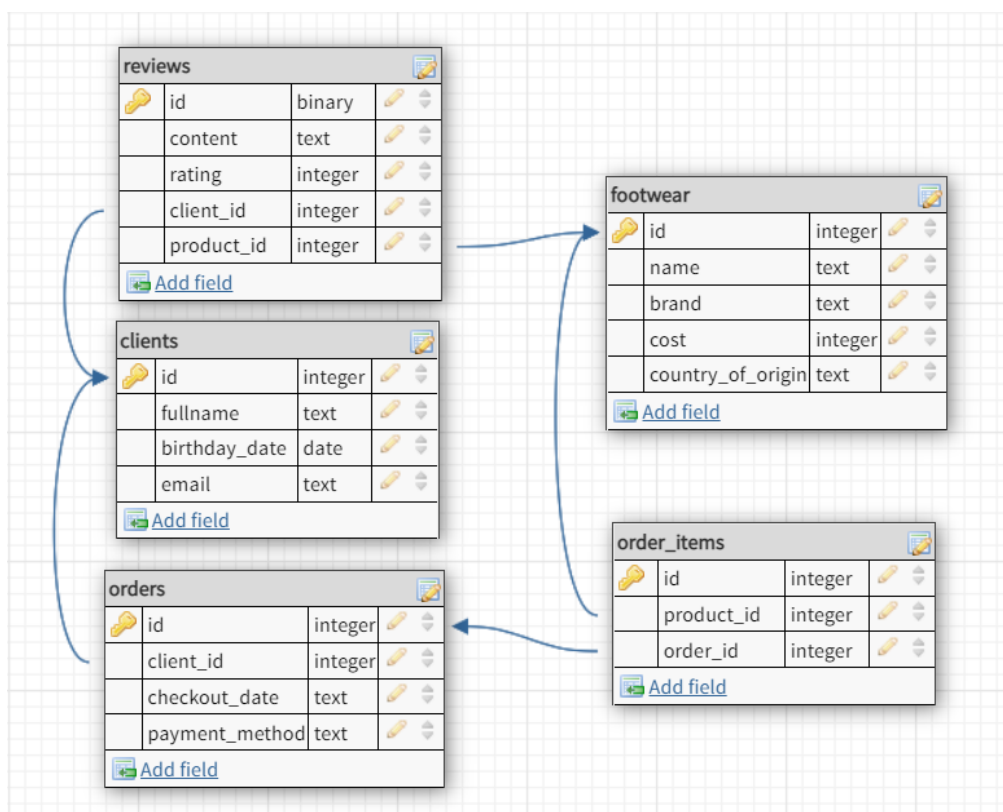 reviews
id binary
content text
rating integer
client_id integer
product_id integer
Add field
clients
id integer
fullname text
birthday_date date
email text
Add field
orders
id integer
client_id integer
checkout_date text
payment_method text
Add field
footwear
id integer
name text
brand text
cost integer
country_of_origin text
Add field
order_items
id integer
product_id integer
order_id integer
Add field